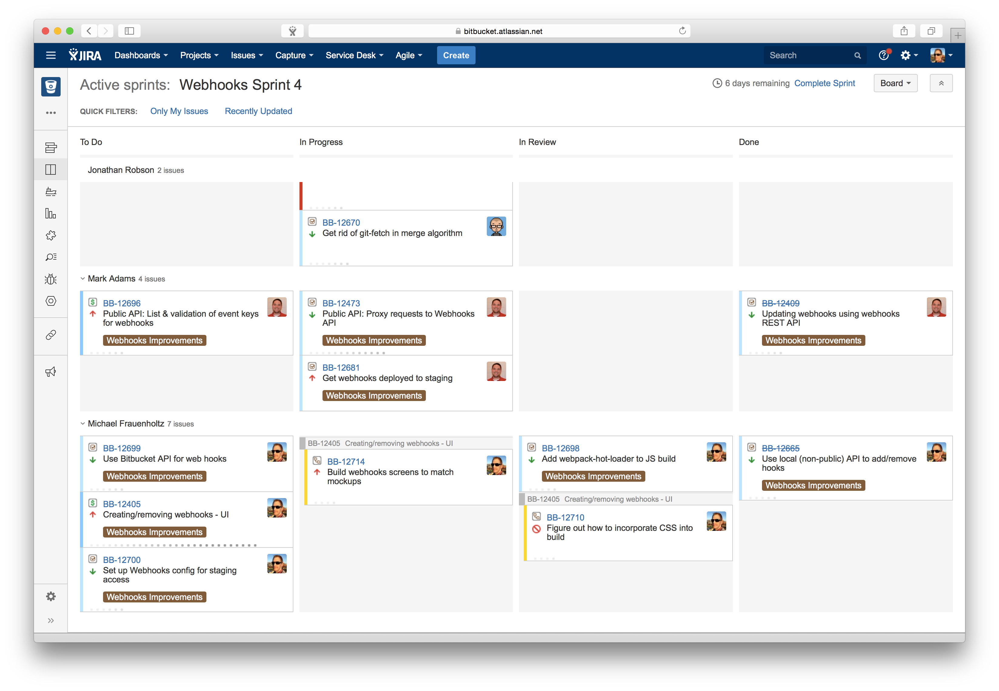 bitbucket.atlassian.net
JIRA Dashboards Projects Issues Capture Service Desk Agile Create Search
Active sprints: Webhooks Sprint 4
6 days remaining Complete Sprint Board
QUICK FILTERS: Only My Issues Recently Updated
To Do In Progress In Review Done
Jonathan Robson 2 issues
BB-12670
Get rid of git-fetch in merge algorithm
Mark Adams 4 issues
BB-12696
Public API: List & validation of event keys
for webhooks
Webhooks Improvements
BB-12473
Public API: Proxy requests to Webhooks
API
Webhooks Improvements
BB-12681
Get webhooks deployed to staging
Webhooks Improvements
BB-12409
Updating webhooks using webhooks
REST API
Webhooks Improvements
Michael Frauenholtz 7 issues
BB-12699
Use Bitbucket API for web hooks
Webhooks Improvements
BB-12405
Creating/removing webhooks - UI
Webhooks Improvements
BB-12700
Set up Webhooks config for staging
access
Webhooks Improvements
BB-12405 Creating/removing webhooks - UI
BB-12714
Build webhooks screens to match
mockups
BB-12698
Add webpack-hot-loader to JS build
Webhooks Improvements
BB-12405 Creating/removing webhooks - UI
BB-12710
Figure out how to incorporate CSS into
build
BB-12665
Use local (non-public) API to add/remove
hooks
Webhooks Improvements